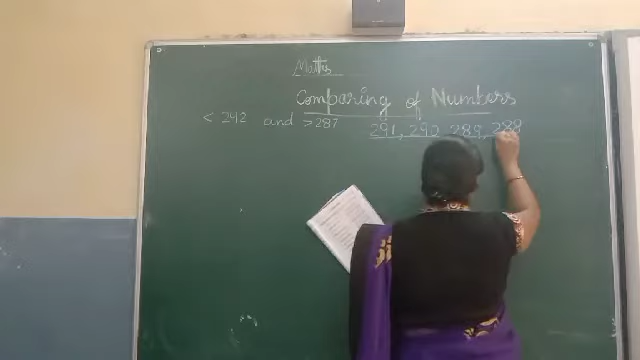 Maths
Comparing of Numbers
< 292 and > 287 291, 290, 289, 288